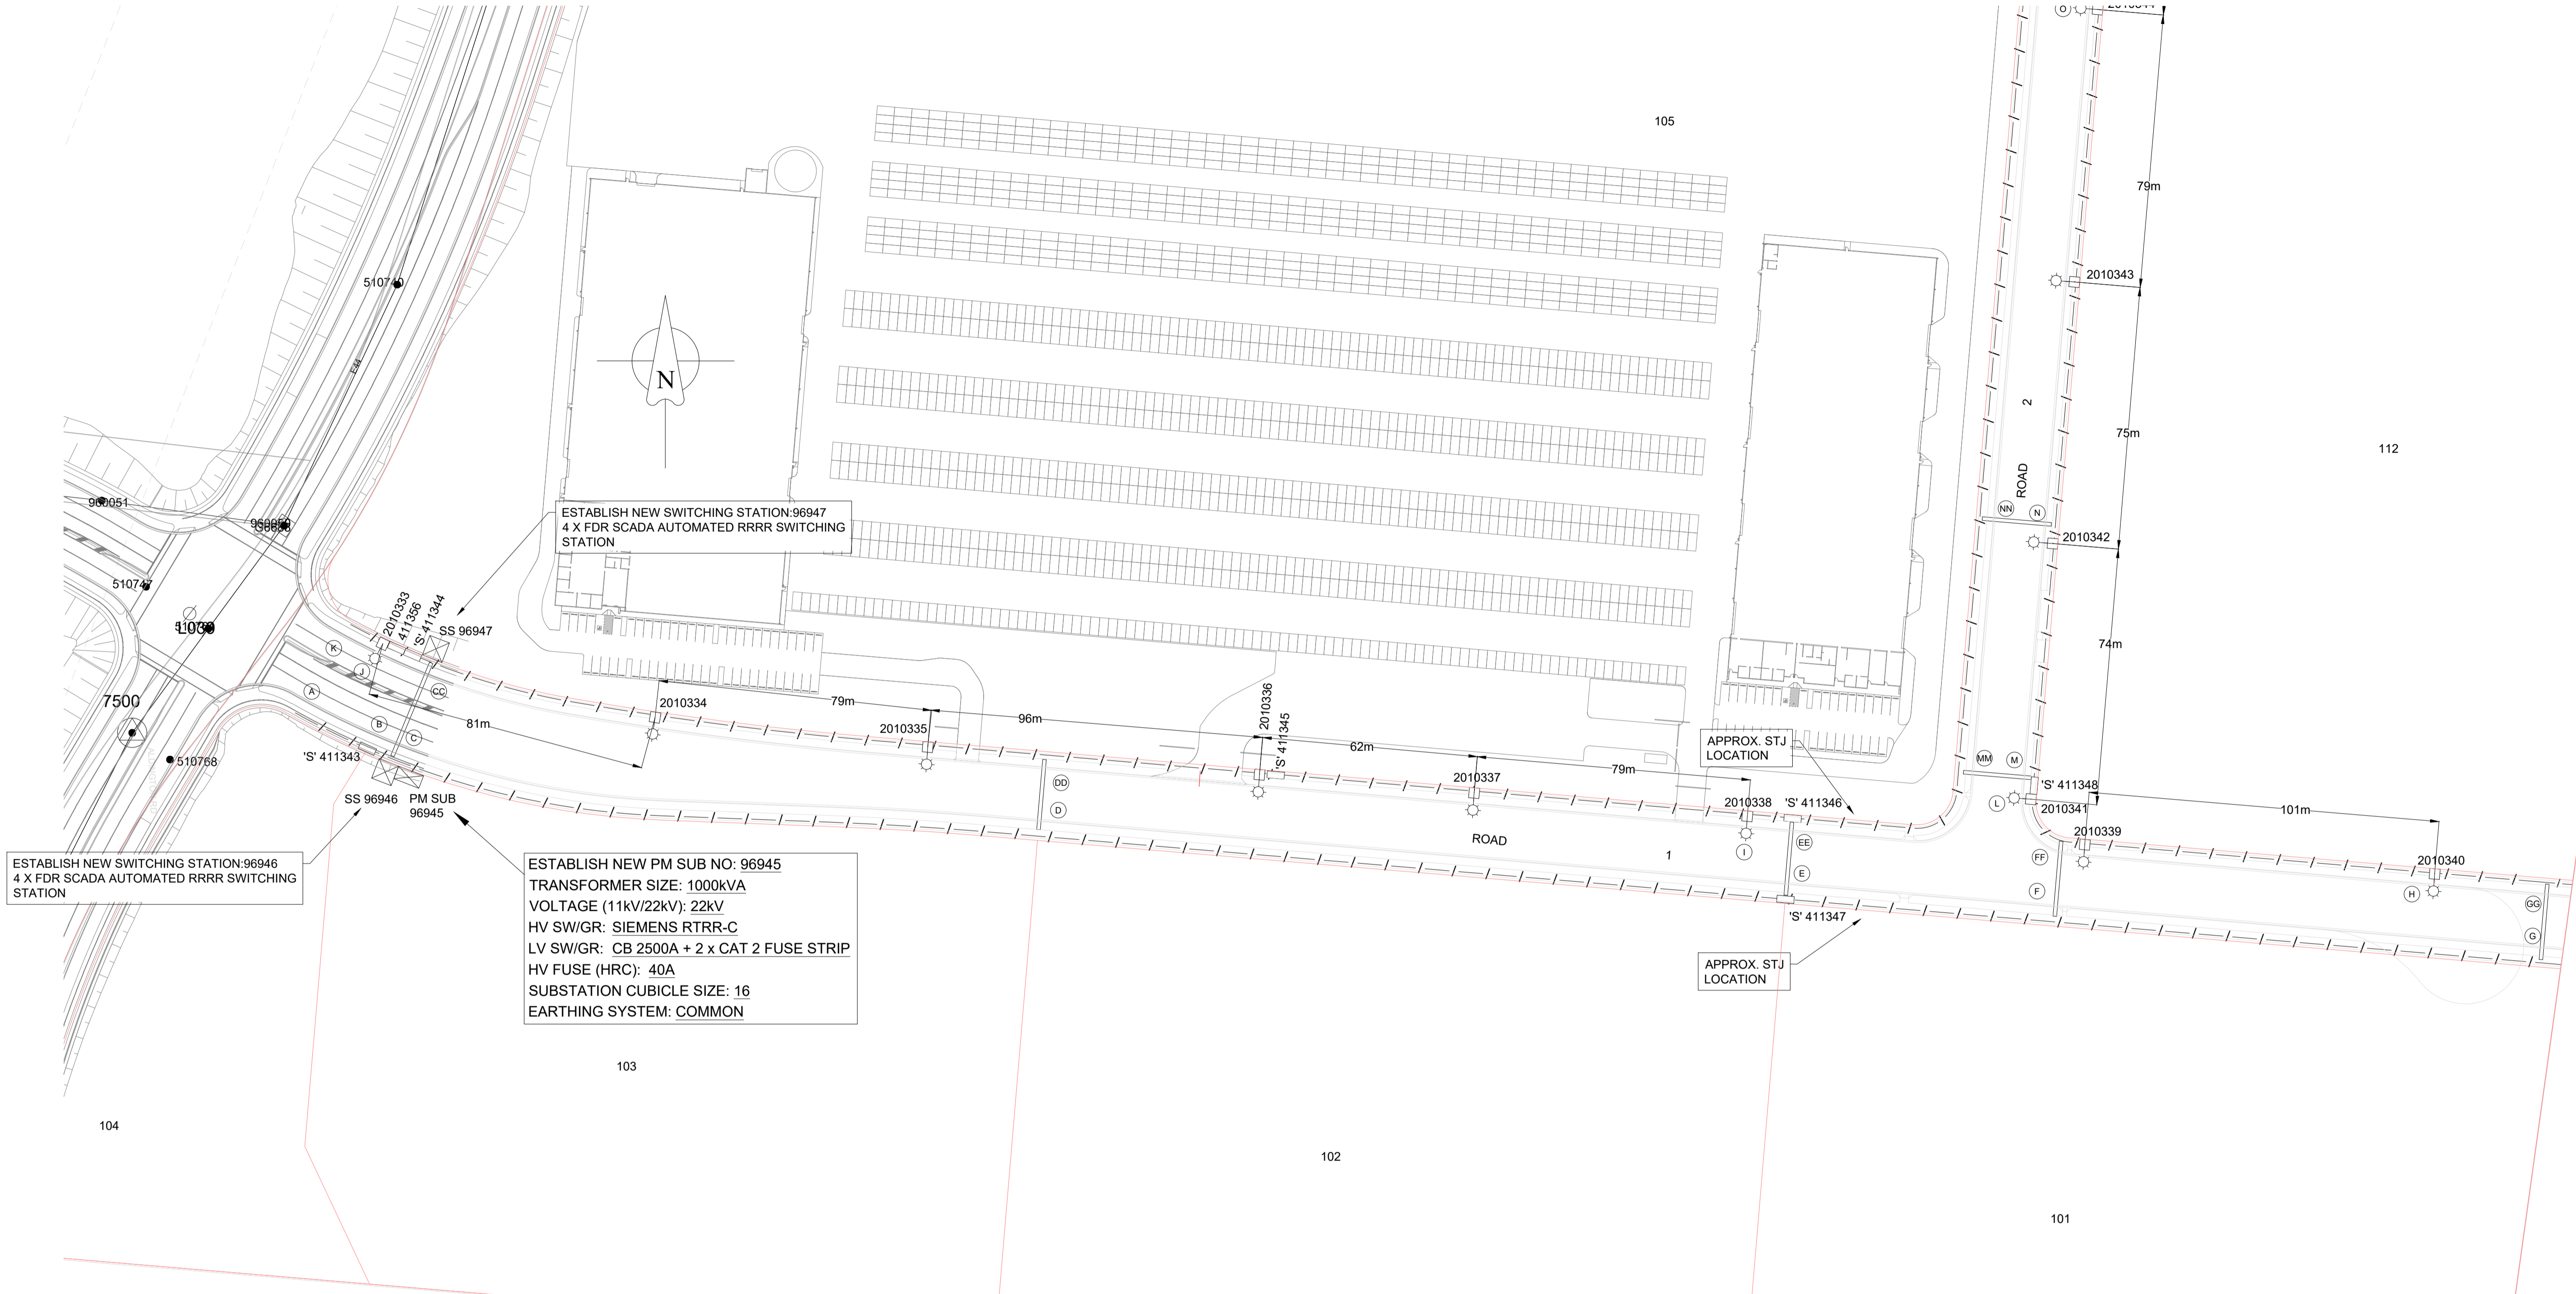 O
105
79m
510740
2010343
E44
N
2
75m
112
ROAD
960051
ESTABLISH NEW SWITCHING STATION:96947
4 X FDR SCADA AUTOMATED RRRR SWITCHING
STATION
NN
N
2010342
510747
2010333
411356
'S' 411344
SS 96947
L030
K
J
A
CC
B
C
7500
81m
79m
2010334
2010335
96m
2010336
'S' 411345
62m
2010337
79m
APPROX. STJ
LOCATION
74m
'S' 411343
510768
SS 96946
PM SUB
96945
DD
D
2010338
'S' 411346
MM
M
'S' 411348
L
2010341
101m
2010339
ROAD
1
I
EE
E
FF
F
2010340
H
GG
G
'S' 411347
ESTABLISH NEW SWITCHING STATION:96946
4 X FDR SCADA AUTOMATED RRRR SWITCHING
STATION
ESTABLISH NEW PM SUB NO: 96945
TRANSFORMER SIZE: 1000kVA
VOLTAGE (11kV/22kV): 22kV
HV SW/GR: SIEMENS RTRR-C
LV SW/GR: CB 2500A + 2 x CAT 2 FUSE STRIP
HV FUSE (HRC): 40A
SUBSTATION CUBICLE SIZE: 16
EARTHING SYSTEM: COMMON
APPROX. STJ
LOCATION
103
104
102
101